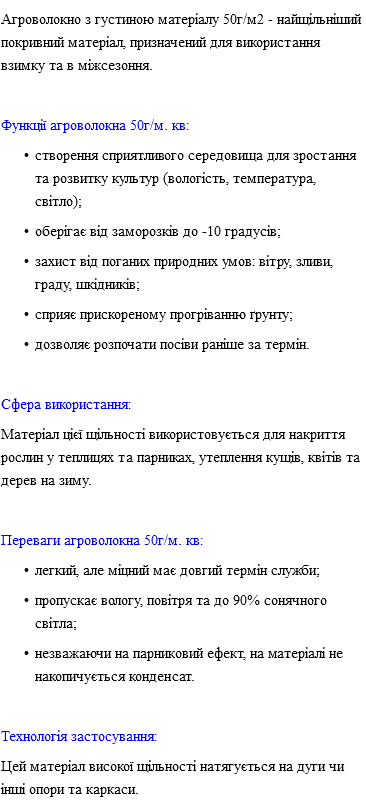 Агроволокно з густиною матеріалу 50г/м2 - найщільніший
покривний матеріал, призначений для використання
взимку та в міжсезоння.
Функції агроволокна 50г/м. кв:
• створення сприятливого середовища для зростання
та розвитку культур (вологість, температура,
світло);
• оберігає від заморозків до -10 градусів;
• захист від поганих природних умов: вітру, зливи,
граду, шкідників;
• сприяє прискореному прогріванню ґрунту;
• дозволяє розпочати посіви раніше за термін.
Сфера використання:
Матеріал цієї щільності використовується для накриття
рослин у теплицях та парниках, утеплення кущів, квітів та
дерев на зиму.
Переваги агроволокна 50г/м. кв:
• легкий, але міцний має довгий термін служби;
• пропускає вологу, повітря та до 90% сонячного
світла;
• незважаючи на парниковий ефект, на матеріалі не
накопичується конденсат.
Технологія застосування:
Цей матеріал високої щільності натягується на дуги чи
інші опори та каркаси.